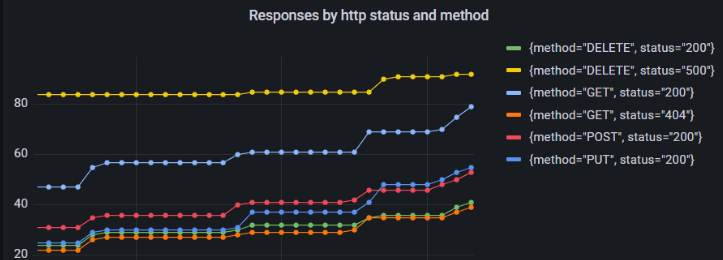 Responses by http status and method
{method="DELETE", status="200"}
{method="DELETE", status="500"}
{method="GET", status="200"}
{method="GET", status="404"}
{method="POST", status="200"}
{method="PUT", status="200"}
80
60
40
20